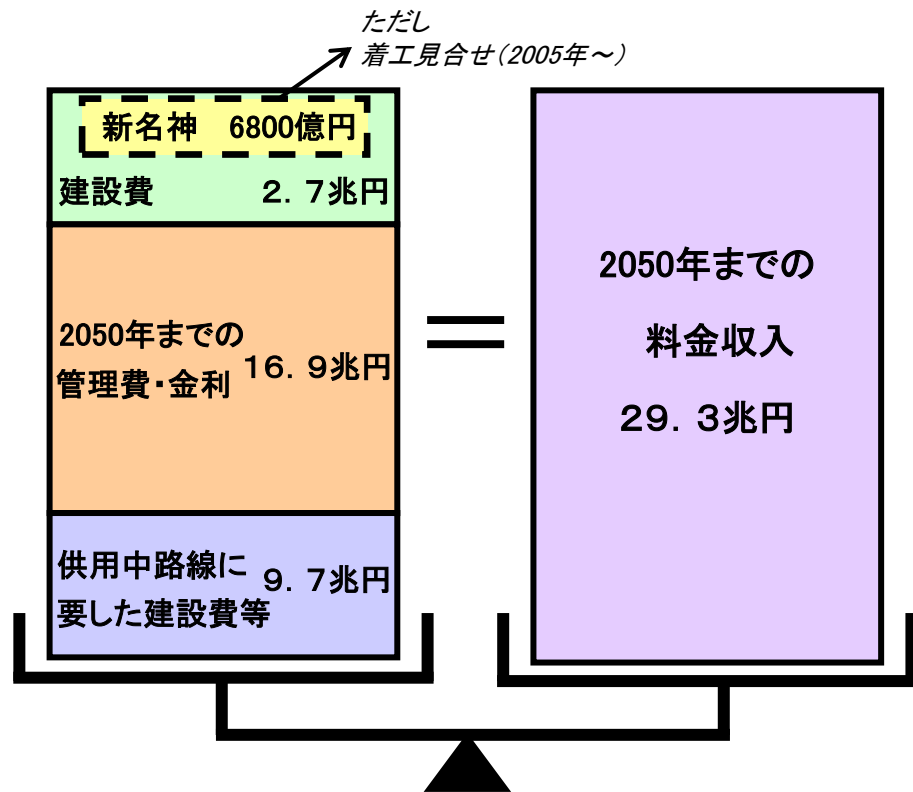 ただし
着工見合せ（2005年～）
新名神　6800億円
建設費　２．７兆円
2050年までの
管理費・金利
１６．９兆円
供用中路線に
要した建設費等
９．７兆円
＝
2050年までの
料金収入
２９．３兆円